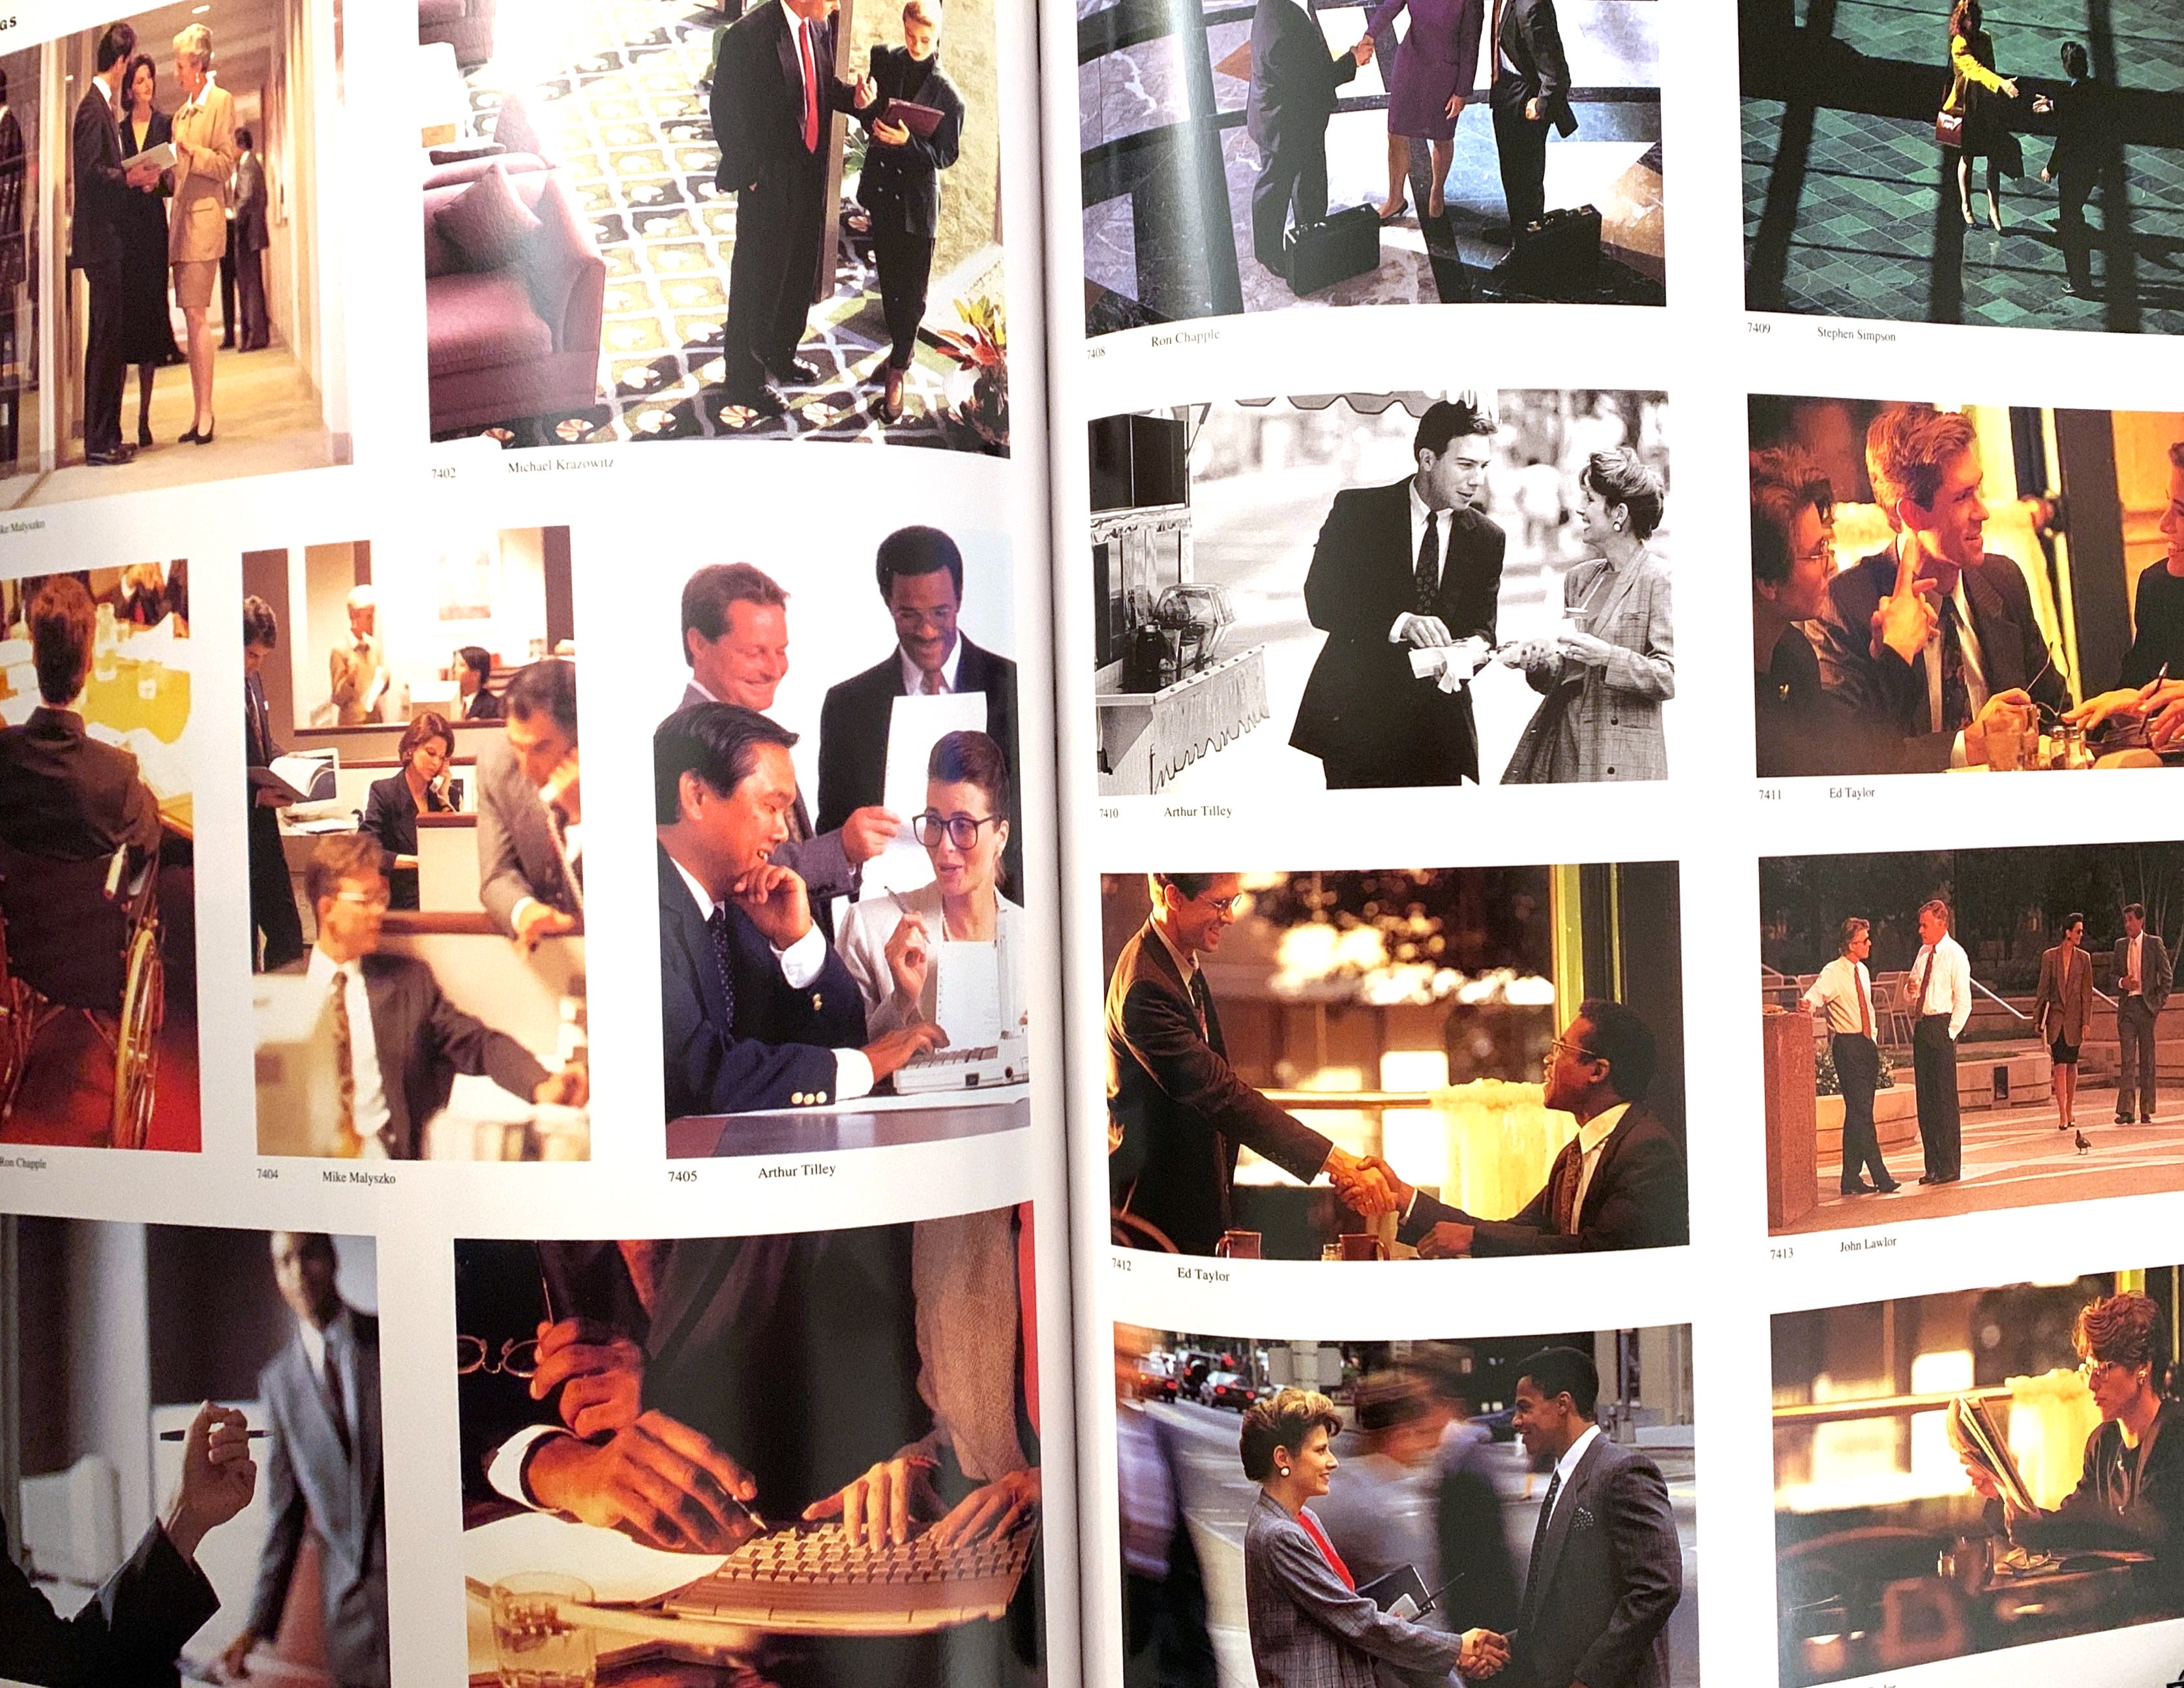 GS
7402 Michael Krazowitz
ke Malyszko
Ron Chapple
7404 Mike Malyszko
7405 Arthur Tilley
7408 Ron Chapple
7409 Stephen Simpson
7410 Arthur Tilley
7411 Ed Taylor
7412 Ed Taylor
7413 John Lawlor